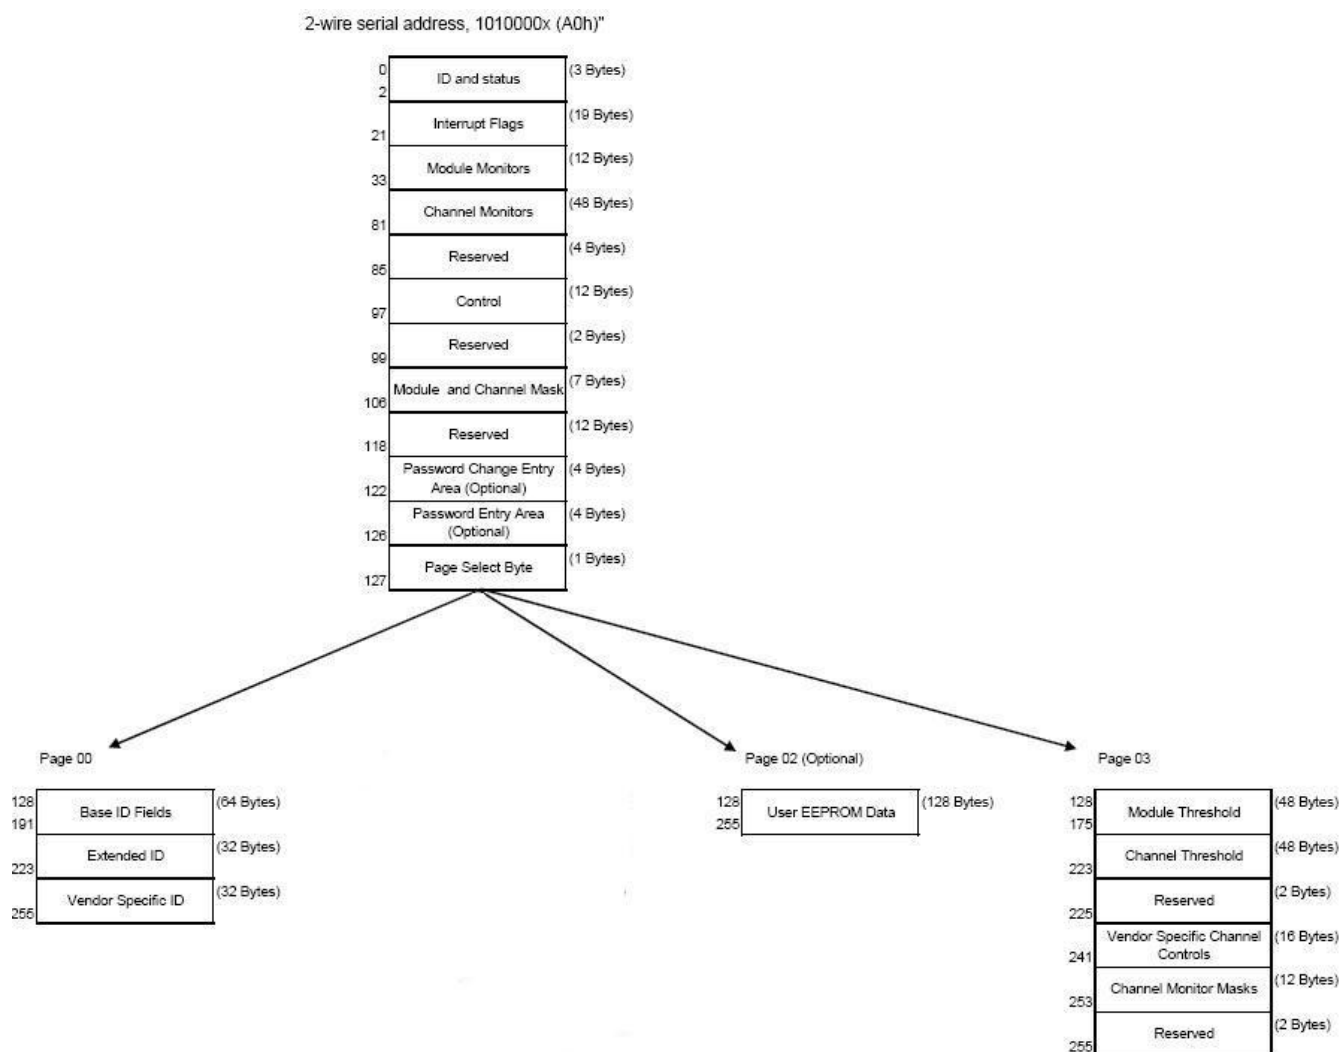 2-wire serial address, 1010000x (A0h)"
0
2
ID and status
(3 Bytes)
21
Interrupt Flags
(19 Bytes)
33
Module Monitors
(12 Bytes)
81
Channel Monitors
(48 Bytes)
85
Reserved
(4 Bytes)
97
Control
(12 Bytes)
99
Reserved
(2 Bytes)
106
Module and Channel Mask
(7 Bytes)
118
Reserved
(12 Bytes)
122
Password Change Entry
Area (Optional)
(4 Bytes)
126
Password Entry Area
(Optional)
(4 Bytes)
127
Page Select Byte
(1 Bytes)
Page 00
128
191
Base ID Fields
(64 Bytes)
223
Extended ID
(32 Bytes)
255
Vendor Specific ID
(32 Bytes)
Page 02 (Optional)
128
255
User EEPROM Data
(128 Bytes)
Page 03
128
175
Module Threshold
(48 Bytes)
223
Channel Threshold
(48 Bytes)
225
Reserved
(2 Bytes)
241
Vendor Specific Channel
Controls
(16 Bytes)
253
Channel Monitor Masks
(12 Bytes)
255
Reserved
(2 Bytes)